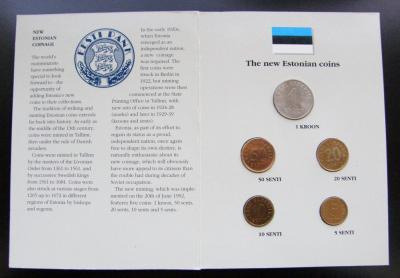 NEW
ESTONIAN
COINAGE
The world's
numismatists
have something
special to look
forward to -
the opportunity of
adding Estonia's new
coins to their collections.
The tradition of striking and
minting Estonian coins extends
far back into history. As early as
the middle of the 13th century,
coins were minted in Tallinn,
then under the rule of Danish
invaders.
Coins were minted in Tallinn
by the masters of the Livonian
Order from 1561 to 1561, and
by successive Swedish kings
from 1561 to 1681. Coins were
also struck at various stages from
1205 up to 1673 in different
regions of Estonia by bishops
and regents.
EESTI PANK
In the early 1920s,
when Estonia
emerged as an
independent nation,
a new coinage
was required. The
first coins were
struck in Berlin in
1922, but minting
operations were then
commenced at the State
Printing Office in Tallinn, with
new sets of coins in 1924-28
(marks) and later in 1929-39
(kroons and sents).
Estonia, as part of its effort to
regain its status as a proud
independent nation, once again
free to shape its own destiny, is
naturally enthusiastic about its
new coinage, which will obviously
have more appeal to its citizens than
the rouble had during decades of
Soviet occupation.
The new minting, which was imple-
mented on the 20th of June 1992,
features five coins: 1 kroon, 50 senti,
20 senti, 10 senti and 5 senti.
The new Estonian coins
1 KROON
50 SENTI
20 SENTI
10 SENTI
5 SENTI